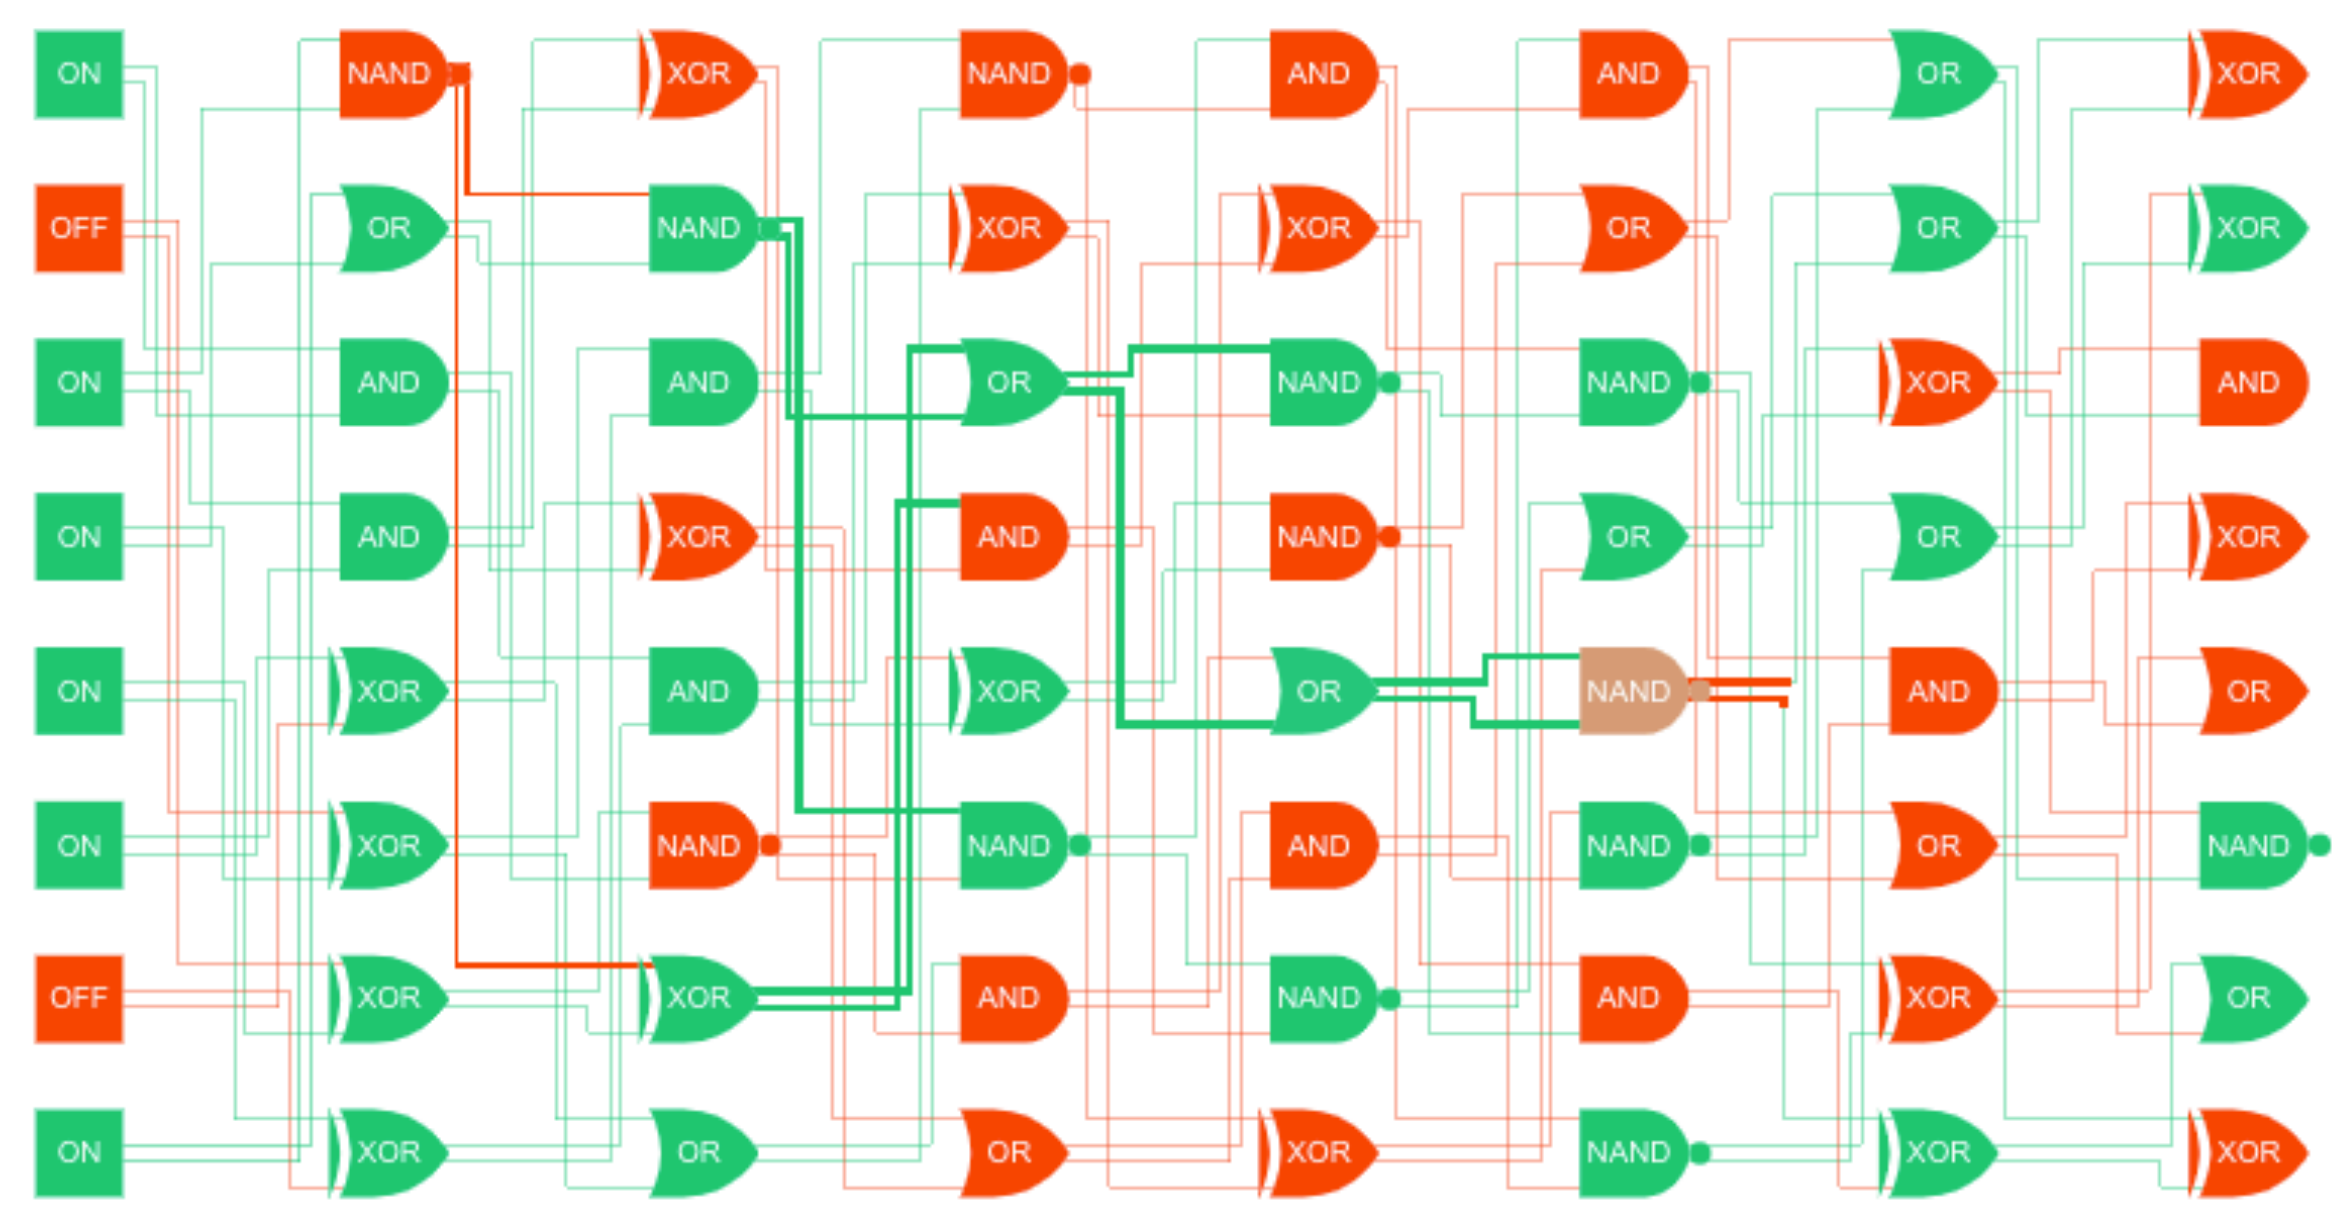 ON NAND XOR NAND AND AND OR XOR
OFF OR NAND XOR XOR OR OR XOR
ON AND AND OR NAND NAND XOR AND
ON AND XOR AND NAND OR OR XOR
ON XOR AND XOR OR NAND AND OR
ON XOR NAND NAND AND NAND OR NAND
OFF XOR XOR AND NAND AND XOR OR
ON XOR OR OR XOR NAND XOR XOR